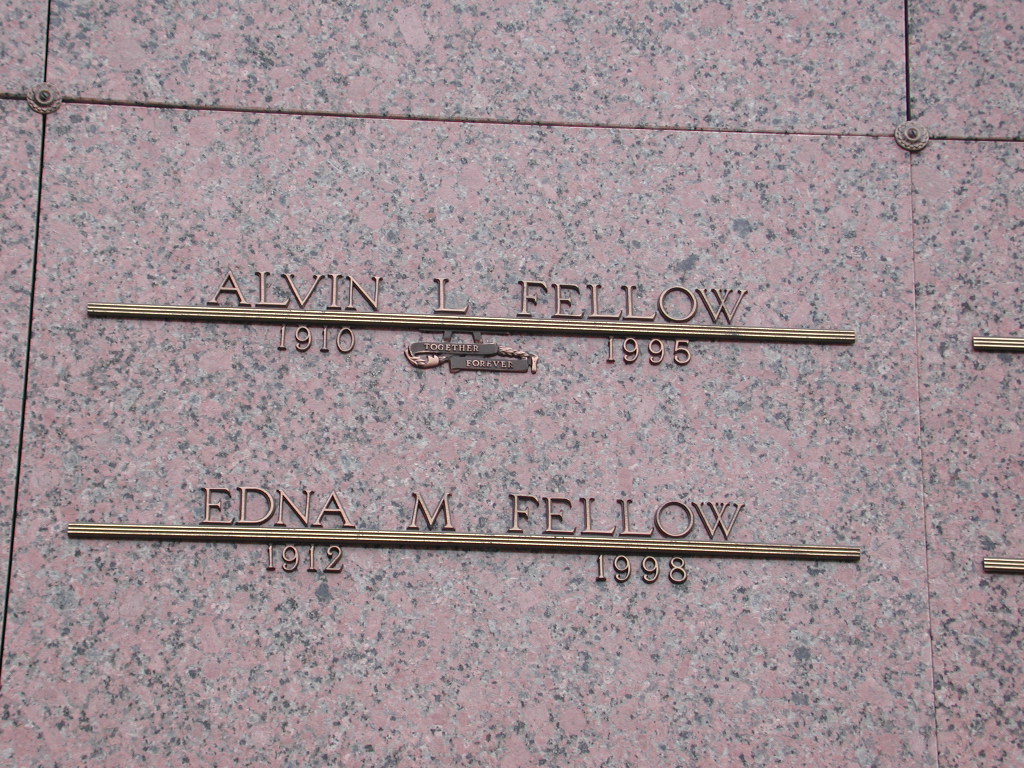 ALVIN L FELLOW
1910 1995
TOGETHER
FOREVER
EDNA M FELLOW
1912 1998